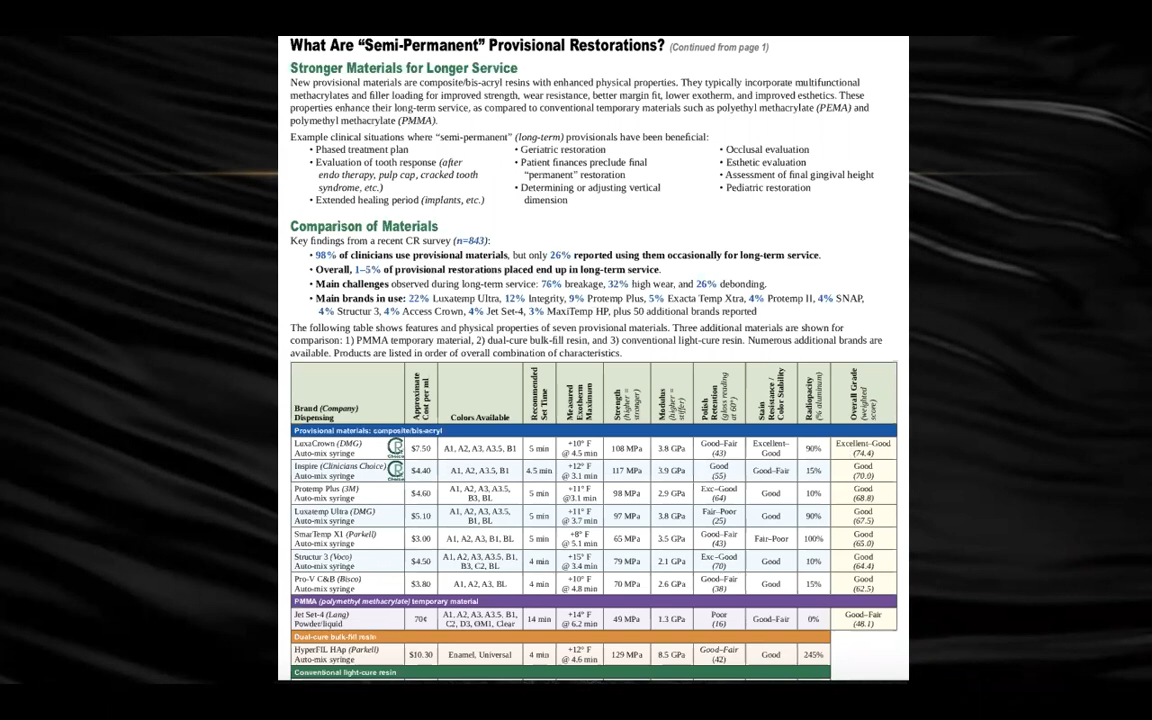 What Are “Semi-Permanent” Provisional Restorations? (Continued from page 1)
Stronger Materials for Longer Service
New provisional materials are composite/bis-acryl resins with enhanced physical properties. They typically incorporate multifunctional
methacrylates and filler loading for improved strength, wear resistance, better margin fit, lower exotherm, and improved esthetics. These
properties enhance their long-term service, as compared to conventional temporary materials such as polyethyl methacrylate (PEMA) and
polymethyl methacrylate (PMMA).
Example clinical situations where “semi-permanent” (long-term) provisionals have been beneficial:
• Phased treatment plan
• Evaluation of tooth response (after
endo therapy, pulp cap, cracked tooth
syndrome, etc.)
• Extended healing period (implants, etc.)
• Geriatric restoration
• Patient finances preclude final
“permanent” restoration
• Determining or adjusting vertical
dimension
• Occlusal evaluation
• Esthetic evaluation
• Assessment of final gingival height
• Pediatric restoration
Comparison of Materials
Key findings from a recent CR survey (n=843):
• 98% of clinicians use provisional materials, but only 26% reported using them occasionally for long-term service.
• Overall, 1–5% of provisional restorations placed end up in long-term service.
• Main challenges observed during long-term service: 76% breakage, 32% high wear, and 26% debonding.
• Main brands in use: 22% Luxatemp Ultra, 12% Integrity, 9% Protemp Plus, 5% Exacta Temp Xtra, 4% Protemp II, 4% SNAP,
4% Structur 3, 4% Access Crown, 4% Jet Set-4, 3% MaxiTemp HP, plus 50 additional brands reported
The following table shows features and physical properties of seven provisional materials. Three additional materials are shown for
comparison: 1) PMMA temporary material, 2) dual-cure bulk-fill resin, and 3) conventional light-cure resin. Numerous additional brands are
available. Products are listed in order of overall combination of characteristics.
Brand (Company)
Dispensing
Approximate
Cost per ml
Colors Available
Recommended
Set Time
Measured
Exotherm
Maximum
Strength
(higher =
stronger)
Modulus
(higher =
stiffer)
Polish
Retention
(gloss reading
at 60°)
Stain
Resistance /
Color Stability
Radiopacity
(% aluminum)
Overall Grade
(weighted
score)
Provisional materials: composite/bis-acryl
LuxaCrown (DMG)
Auto-mix syringe
CR
Choice
$7.50
A1, A2, A3, A3.5, B1
5 min
+10° F
@ 4.5 min
108 MPa
3.8 GPa
Good–Fair
(43)
Excellent–
Good
90%
Excellent–Good
(74.4)
Inspire (Clinicians Choice)
Auto-mix syringe
CR
Choice
$4.40
A1, A2, A3.5, B1
4.5 min
+12° F
@ 3.1 min
117 MPa
3.9 GPa
Good
(55)
Good–Fair
15%
Good
(70.0)
Protemp Plus (3M)
Auto-mix syringe
$4.60
A1, A2, A3, A3.5,
B3, BL
5 min
+11° F
@3.1 min
98 MPa
2.9 GPa
Exc–Good
(64)
Good
10%
Good
(68.8)
Luxatemp Ultra (DMG)
Auto-mix syringe
$5.10
A1, A2, A3, A3.5,
B1, BL
5 min
+11° F
@ 3.7 min
97 MPa
3.8 GPa
Fair–Poor
(25)
Good
90%
Good
(67.5)
SmarTemp X1 (Parkell)
Auto-mix syringe
$3.00
A1, A2, A3, B1, BL
5 min
+8° F
@ 5.1 min
65 MPa
3.5 GPa
Good–Fair
(43)
Fair–Poor
100%
Good
(65.0)
Structur 3 (Voco)
Auto-mix syringe
$4.50
A1, A2, A3, A3.5, B1,
B3, C2, BL
4 min
+15° F
@ 3.4 min
79 MPa
2.1 GPa
Exc–Good
(70)
Good
10%
Good
(64.4)
Pro-V C&B (Bisco)
Auto-mix syringe
$3.80
A1, A2, A3, BL
4 min
+10° F
@ 4.8 min
70 MPa
2.6 GPa
Good–Fair
(38)
Good
15%
Good
(62.5)
PMMA (polymethyl methacrylate) temporary material
Jet Set-4 (Lang)
Powder/liquid
70¢
A1, A2, A3, A3.5, B1,
C2, D3, OM1, Clear
14 min
+14° F
@ 6.2 min
49 MPa
1.3 GPa
Poor
(16)
Good–Fair
0%
Good–Fair
(48.1)
Dual-cure bulk-fill resin
HyperFIL HAp (Parkell)
Auto-mix syringe
$10.30
Enamel, Universal
4 min
+12° F
@ 4.6 min
129 MPa
8.5 GPa
Good–Fair
(42)
Good
245%
Conventional light-cure resin